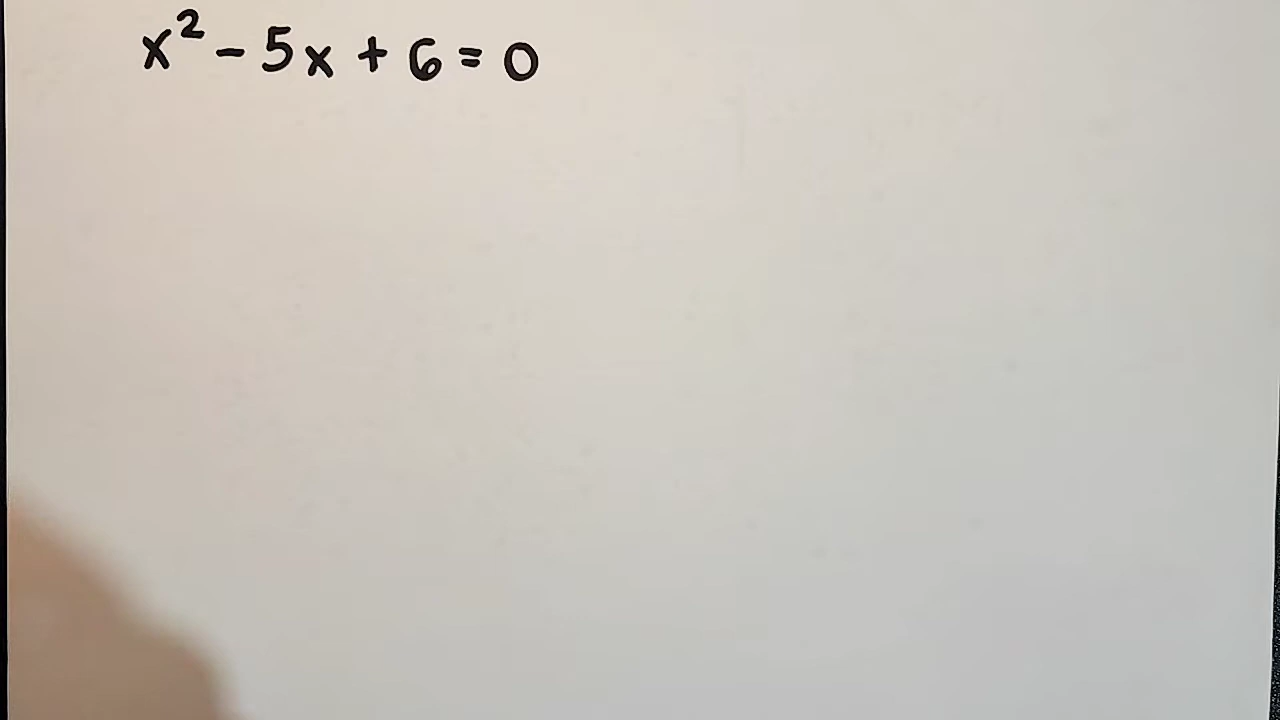 x² - 5x + 6 = 0